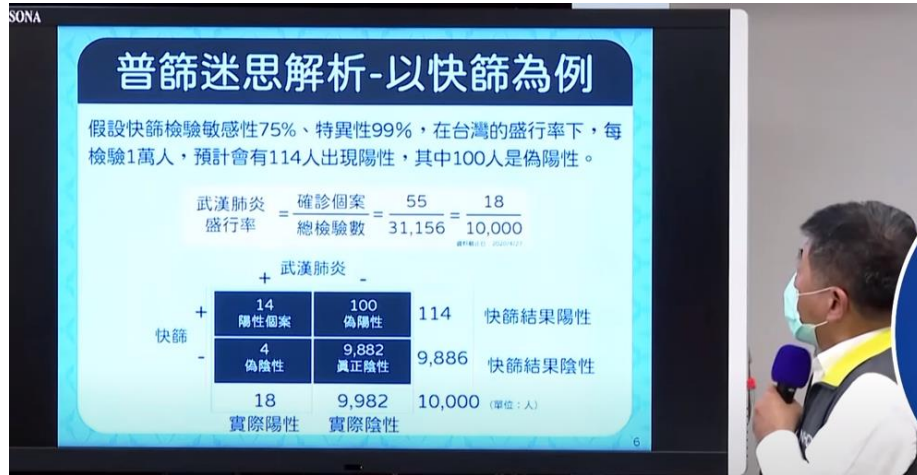 SONA
普篩迷思解析-以快篩為例
假設快篩檢驗敏感性75%、特異性99%,在台灣的盛行率下,每
檢驗1萬人,預計會有114人出現陽性,其中100人是偽陽性。
武漢肺炎
盛行率
=
確診個案
總檢驗數
=
55
31,156
=
18
10,000
武漢肺炎
+
-
快篩
+
14
陽性個案
100
偽陽性
114
快篩結果陽性
-
4
偽陰性
9,882
真正陰性
9,886
快篩結果陰性
18
實際陽性
9,982
實際陰性
10,000
(單位:人)
6